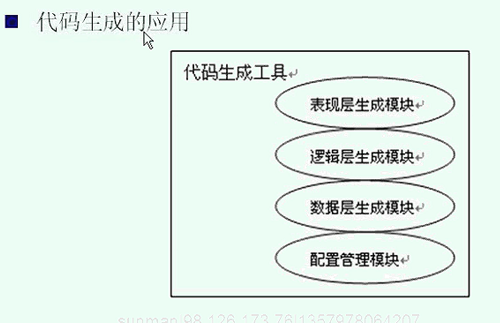 代码生成的应用
代码生成工具
表现层生成模块
逻辑层生成模块
数据层生成模块
配置管理模块